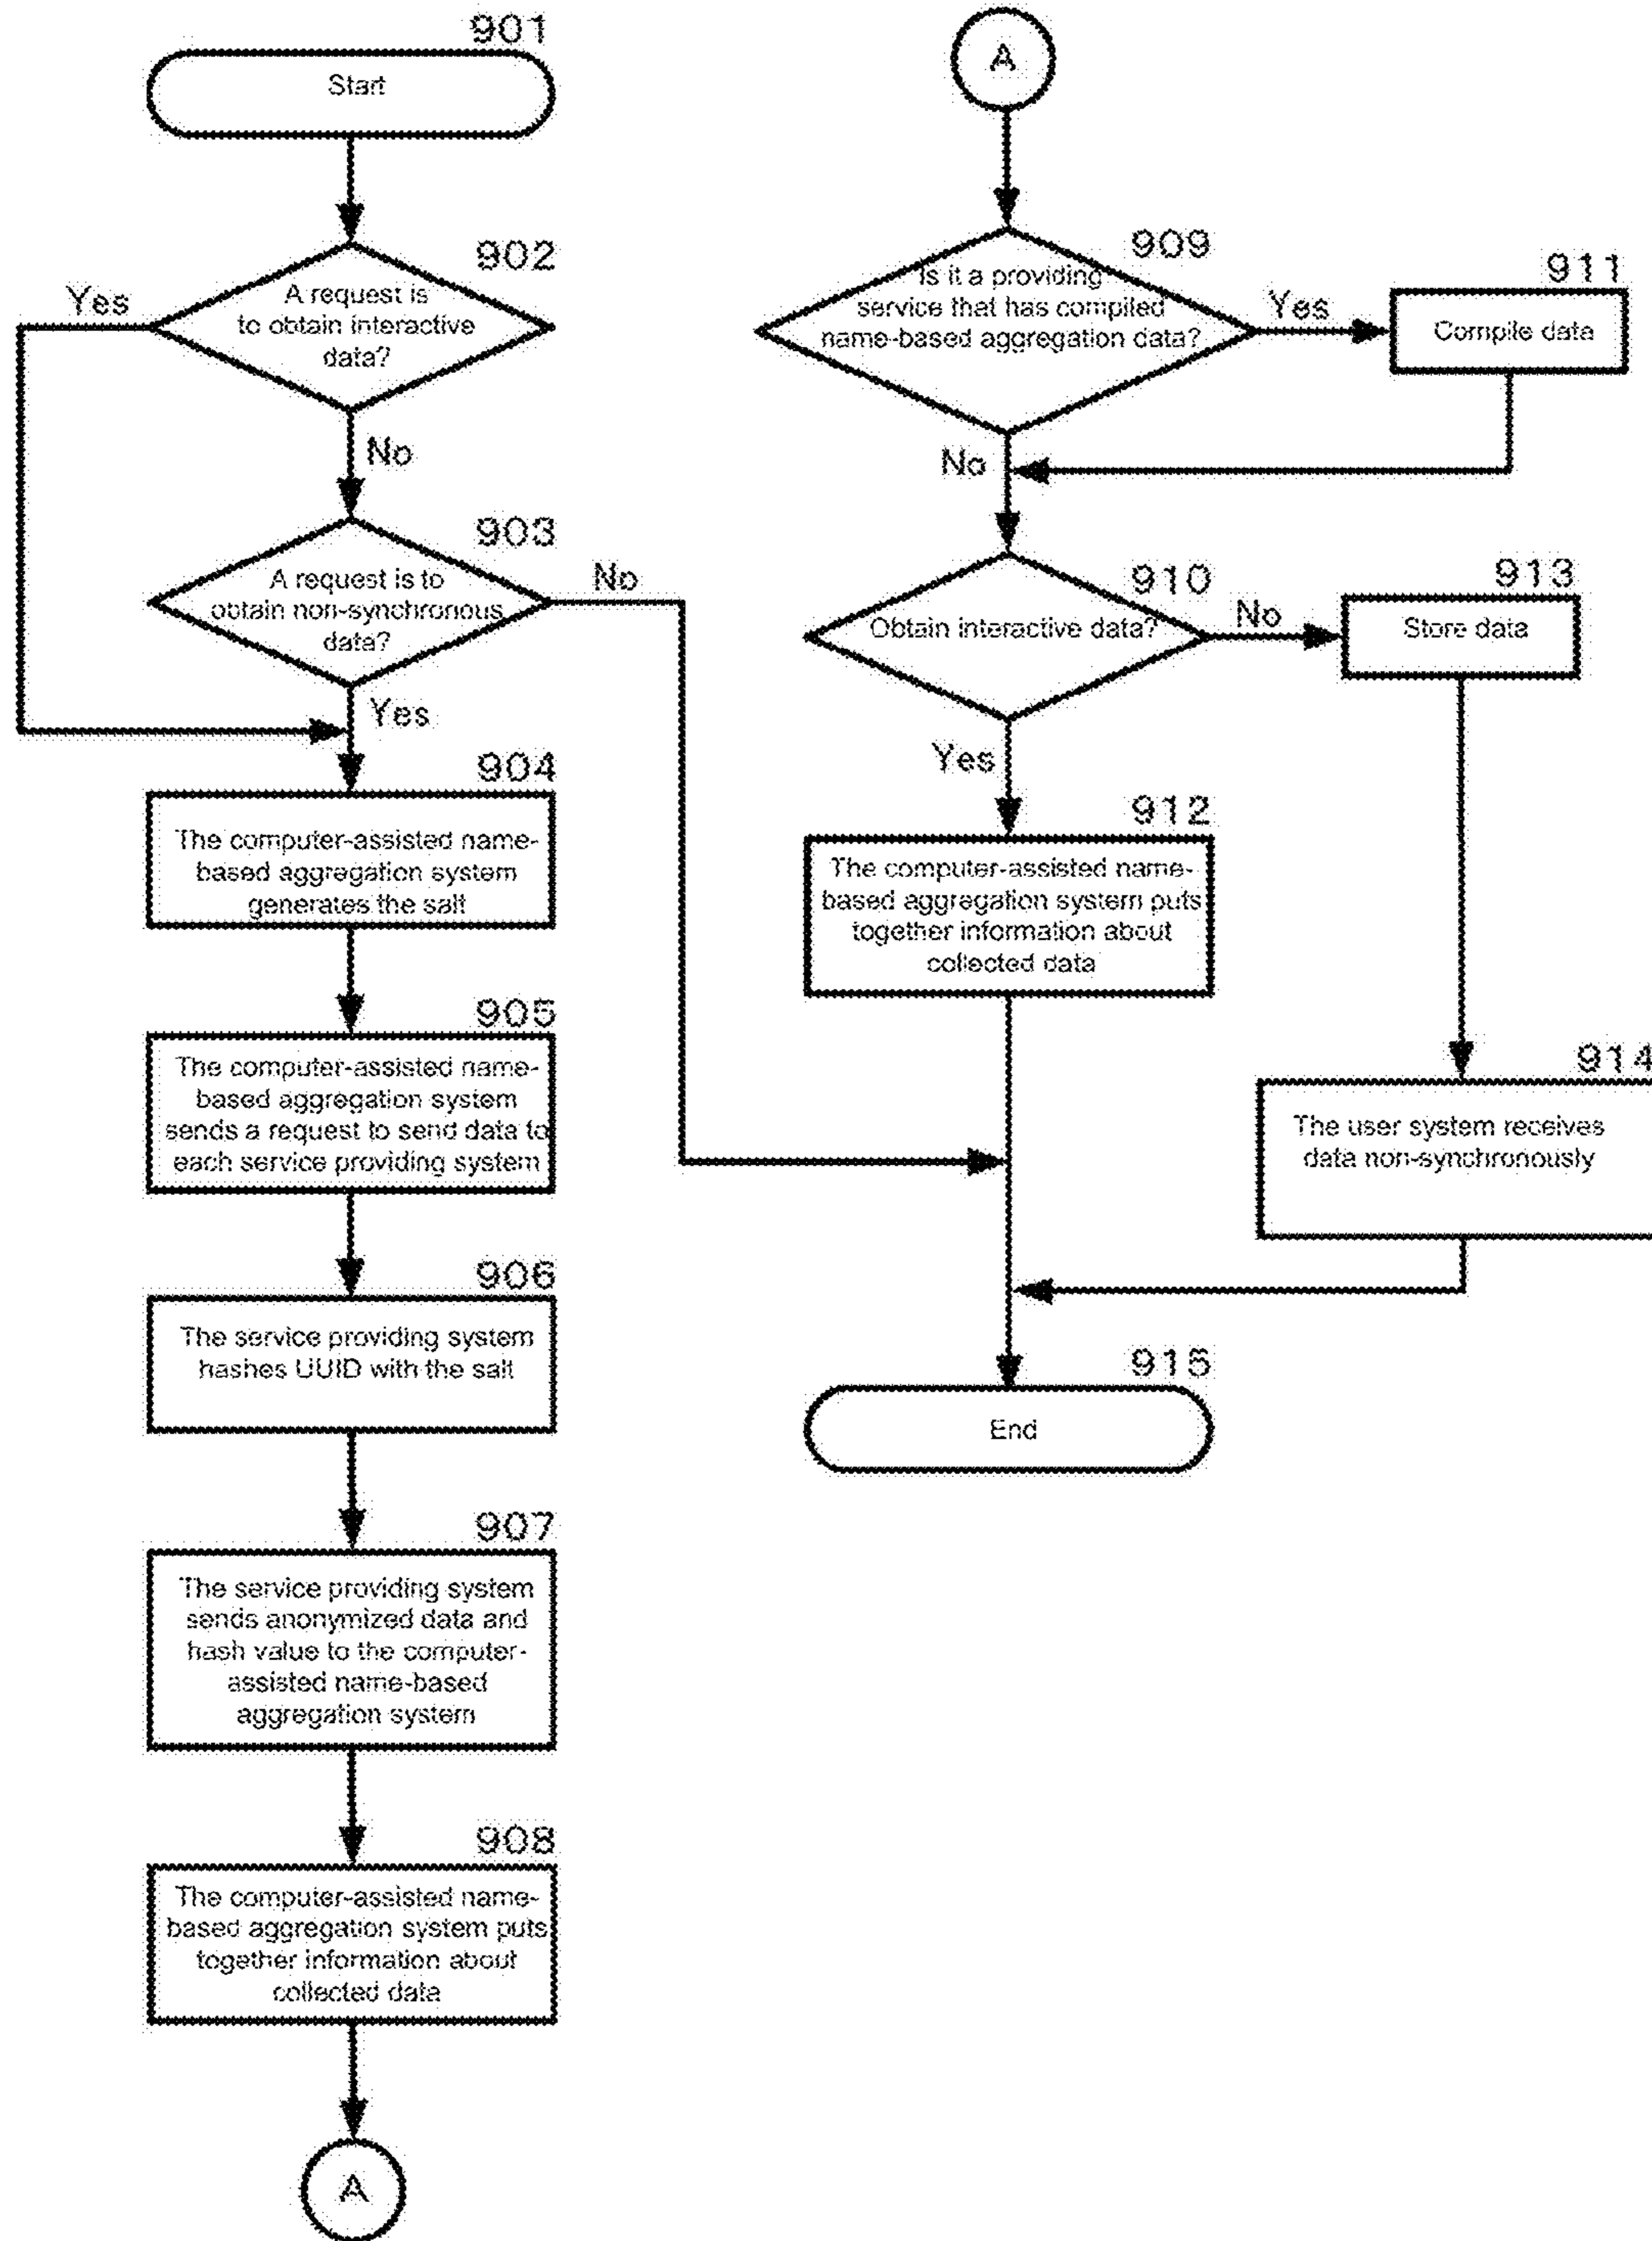 901
Start
902
A request is
to obtain interactive
data?
Yes
No
903
A request is to
obtain non-synchronous
data?
No
Yes
904
The computer-assisted name-
based aggregation system
generates the salt
905
The computer-assisted name-
based aggregation system
sends a request to send data to
each service providing system
906
The service providing system
hashes UUID with the salt
907
The service providing system
sends anonymized data and
hash value to the computer-
assisted name-based
aggregation system
908
The computer-assisted name-
based aggregation system puts
together information about
collected data
A
A
909
Is it a providing
service that has compiled
name-based aggregation data?
Yes
911
Compile data
No
910
Obtain interactive data?
No
913
Store data
Yes
912
The computer-assisted name-
based aggregation system puts
together information about
collected data
914
The user system receives
data non-synchronously
915
End